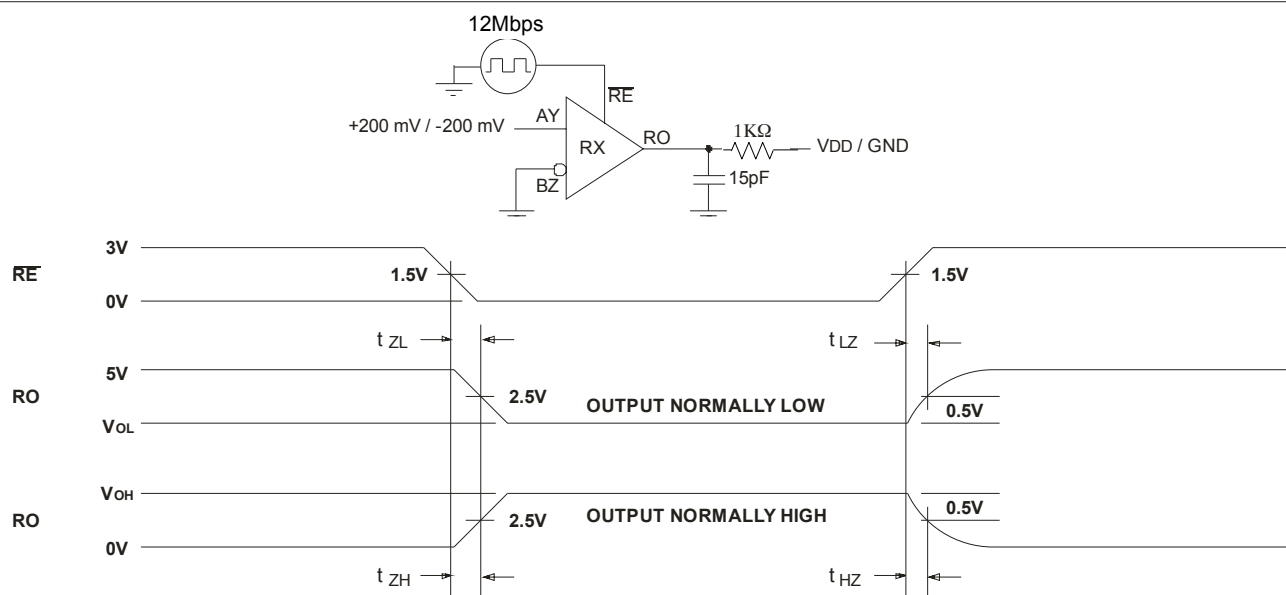 12Mbps
RE
AY
+200 mV / -200 mV
RX
RO
1KΩ
VDD / GND
BZ
15pF
3V
RE
1.5V
1.5V
0V
t ZL
t LZ
5V
RO
2.5V
OUTPUT NORMALLY LOW
0.5V
VOL
VOH
0.5V
RO
2.5V
OUTPUT NORMALLY HIGH
0V
t ZH
t HZ